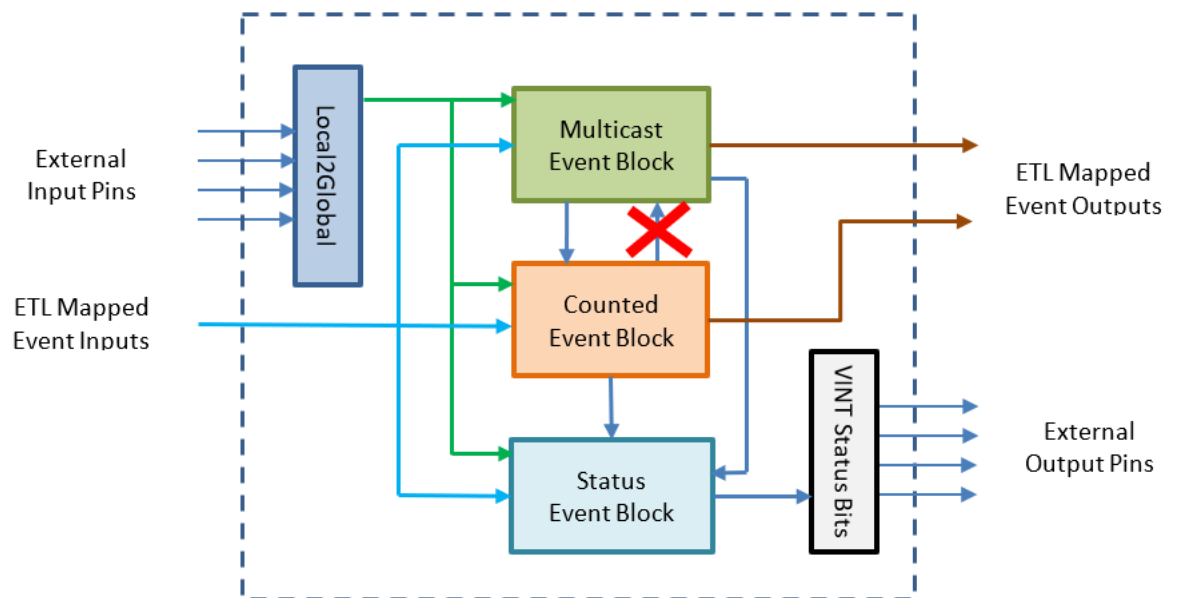 Local2Global
Multicast
Event Block
External
Input Pins
ETL Mapped
Event Outputs
Counted
Event Block
ETL Mapped
Event Inputs
VINT Status Bits
Status
Event Block
External
Output Pins